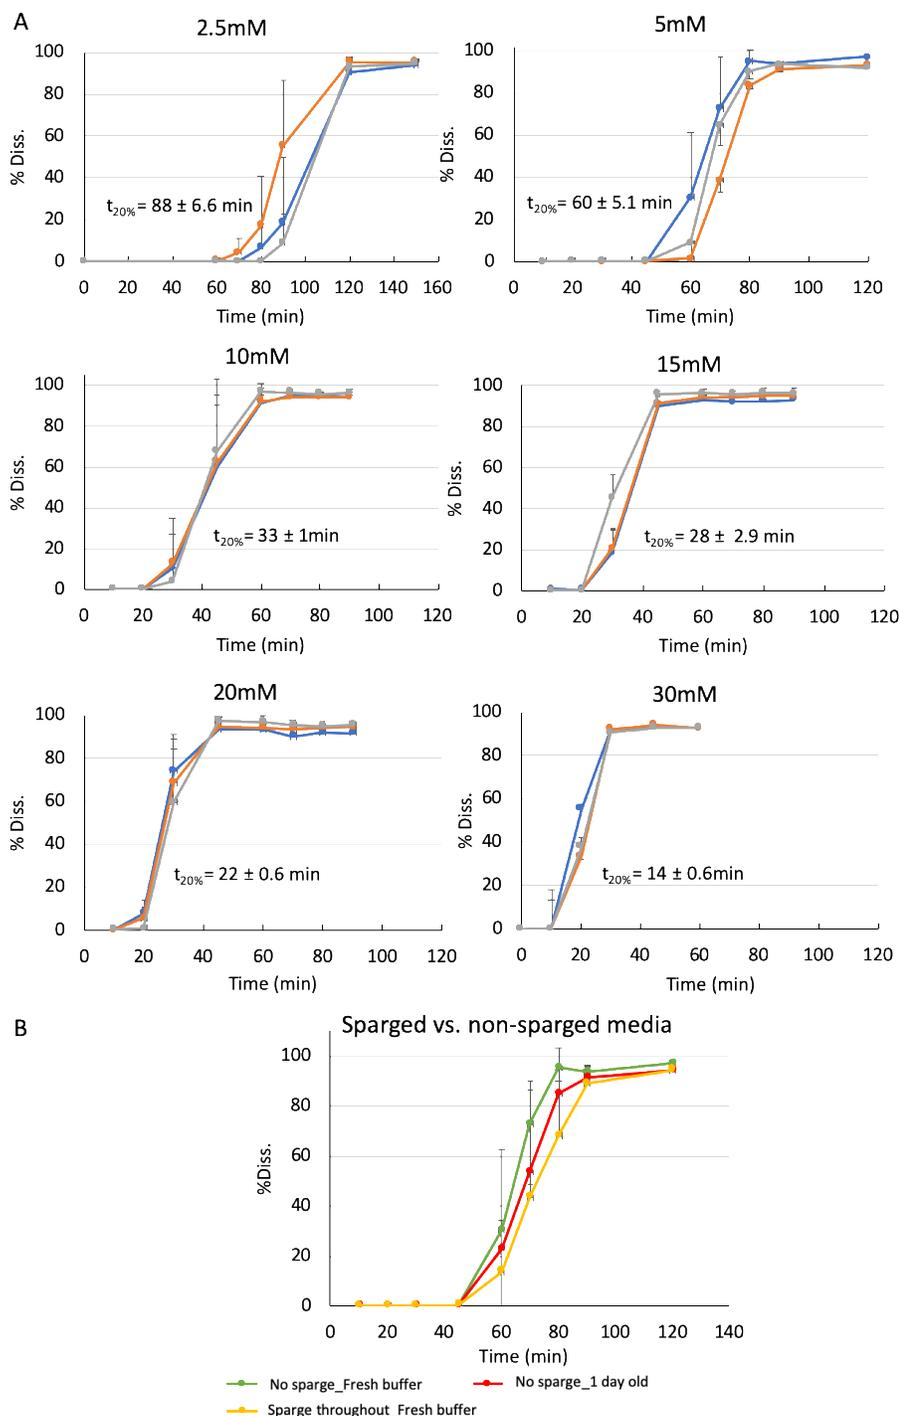 A
2.5mM
100
80
60
40
20
0
% Diss.
t20%= 88 ± 6.6 min
0 20 40 60 80 100 120 140 160
Time (min)
5mM
100
80
60
40
20
0
% Diss.
t20%= 60 ± 5.1 min
0 20 40 60 80 100 120
Time (min)
10mM
100
80
60
40
20
0
% Diss.
t20%= 33 ± 1min
0 20 40 60 80 100 120
Time (min)
15mM
100
80
60
40
20
0
% Diss.
t20%= 28 ± 2.9 min
0 20 40 60 80 100 120
Time (min)
20mM
100
80
60
40
20
0
% Diss.
t20%= 22 ± 0.6 min
0 20 40 60 80 100 120
Time (min)
30mM
100
80
60
40
20
0
% Diss.
t20%= 14 ± 0.6min
0 20 40 60 80 100 120
Time (min)
B
Sparged vs. non-sparged media
100
80
60
40
20
0
%Diss.
0 20 40 60 80 100 120 140
Time (min)
No sparge_Fresh buffer
No sparge_1 day old
Sparge throughout_Fresh buffer